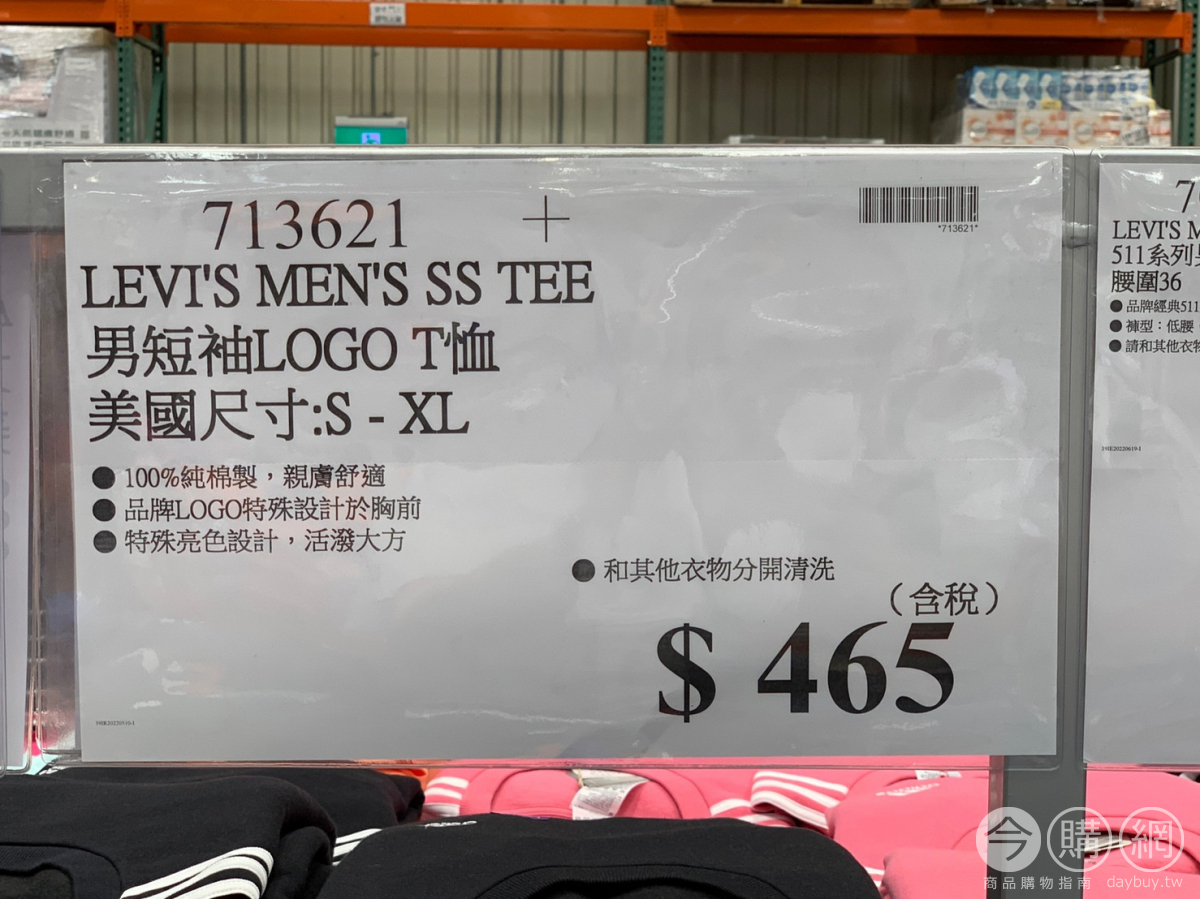 713621
*713621*
LEVI'S MEN'S SS TEE
男短袖LOGO T恤
美國尺寸:S - XL
● 100%純棉製，親膚舒適
● 品牌LOGO特殊設計於胸前
● 特殊亮色設計，活潑大方
● 和其他衣物分開清洗
（含稅）
$ 465
LEVI'S M
511系列
腰圍36
● 品牌經典511
● 褲型：低腰
● 請和其他衣物
今購網
商品購物指南 daybuy.tw